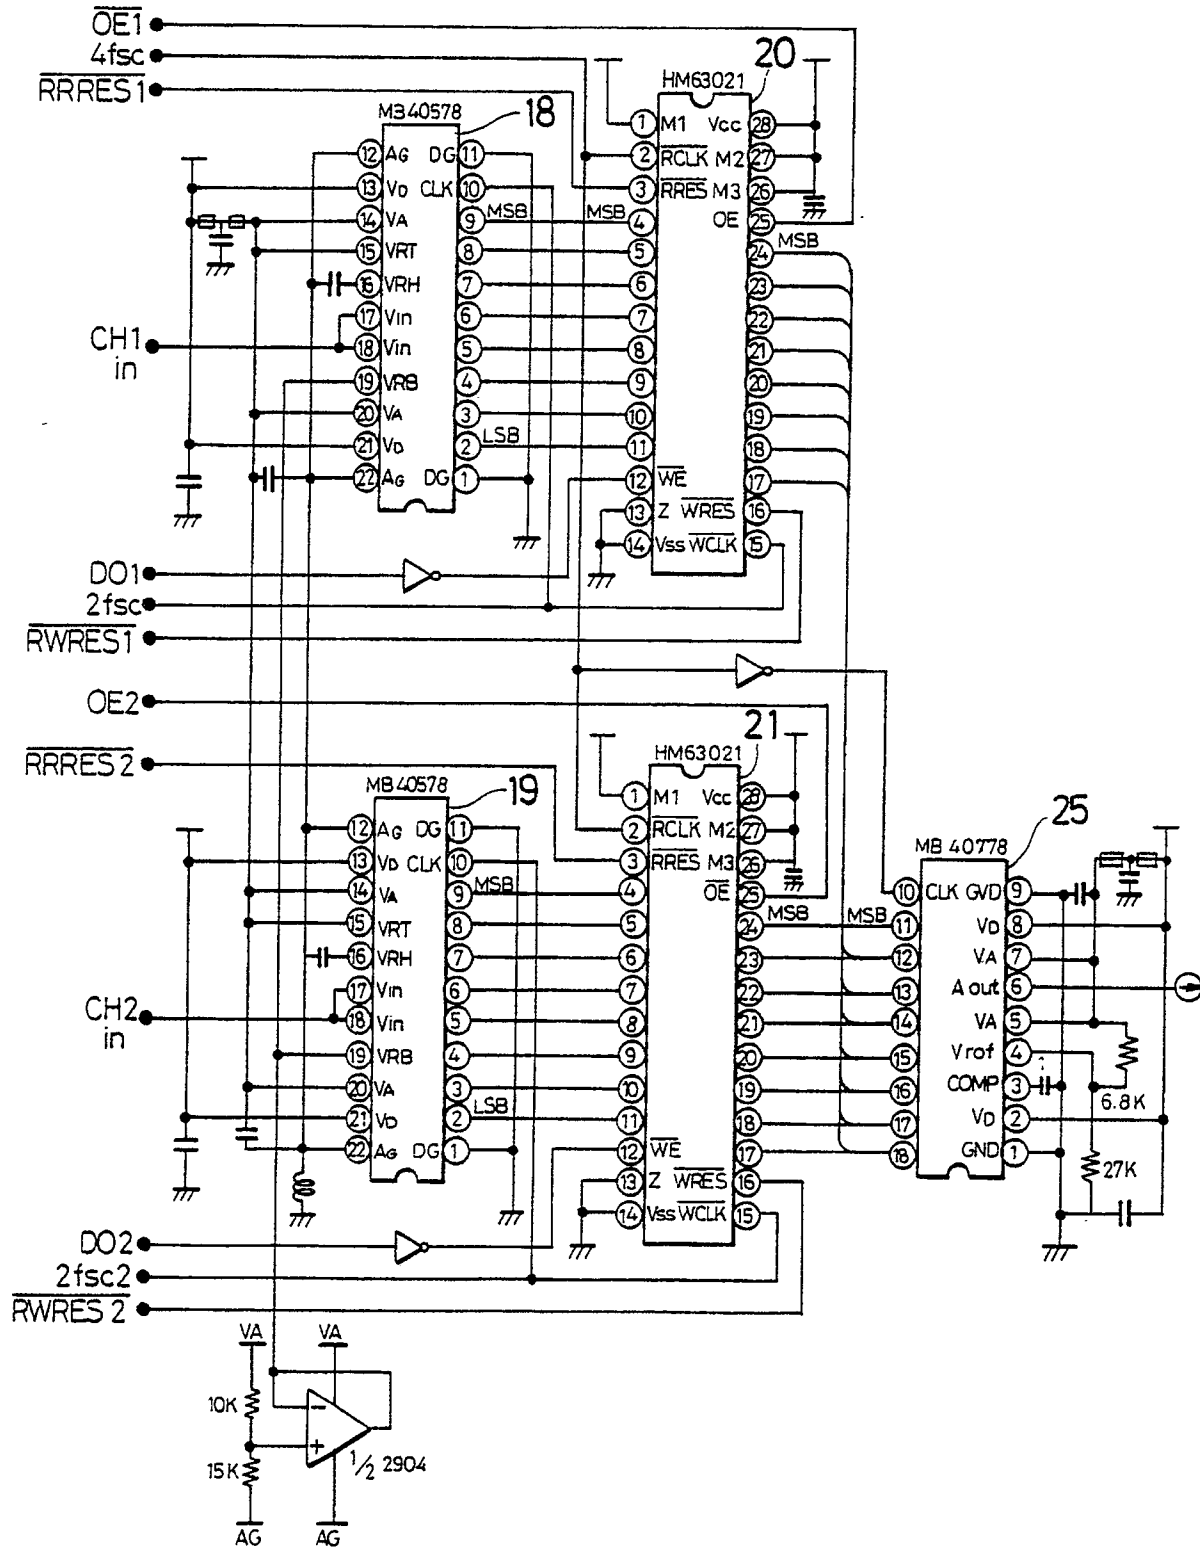 OE1
4fsc
RRRES1
MB40578
18
12 AG DG 11
13 VD CLK 10
14 VA 9 MSB
15 VRT 8
16 VRH 7
17 Vin 6
18 Vin 5
19 VRB 4
20 VA 3
21 VD 2 LSB
22 AG DG 1
CH1
in
HM63021
20
1 M1 Vcc 28
2 RCLK M2 27
3 RRES M3 26
MSB 4 OE 25
5 24 MSB
6 23
7 22
8 21
9 20
10 19
11 18
12 WE 17
13 Z WRES 16
14 Vss WCLK 15
DO1
2fsc
RWRES1
OE2
RRRES2
MB40578
19
12 AG DG 11
13 VD CLK 10
14 VA 9 MSB
15 VRT 8
16 VRH 7
17 Vin 6
18 Vin 5
19 VRB 4
20 VA 3
21 VD 2 LSB
22 AG DG 1
CH2
in
HM63021
21
1 M1 Vcc 28
2 RCLK M2 27
3 RRES M3 26
4 OE 25
5 24 MSB
6 23
7 22
8 21
9 20
10 19
11 18
12 WE 17
13 Z WRES 16
14 Vss WCLK 15
MB 40778
25
10 CLK GVD 9
MSB 11 VD 8
12 VA 7
13 A out 6
14 VA 5
15 Vrof 4
16 COMP 3
17 VD 2
18 GND 1
6.8K
27K
DO2
2fsc2
RWRES2
VA VA
10K
-
+
15K
1/2 2904
AG AG